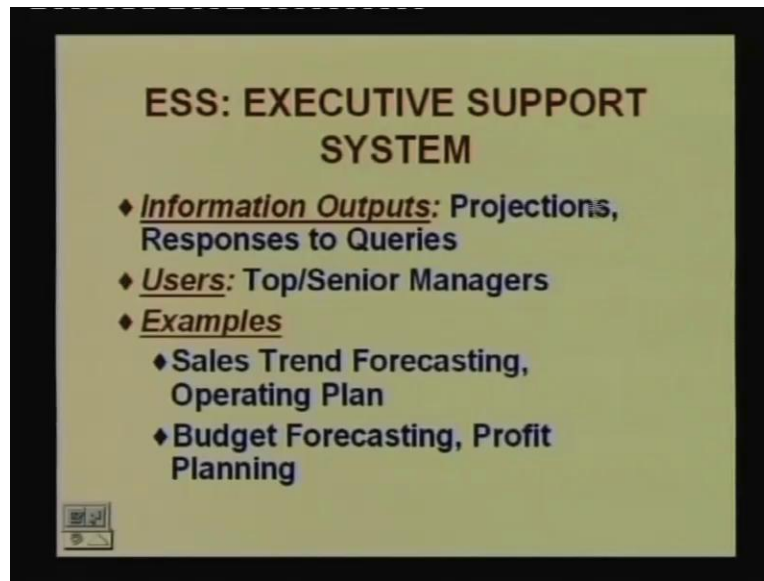 ESS: EXECUTIVE SUPPORT
SYSTEM
♦ Information Outputs: Projections,
Responses to Queries
♦ Users: Top/Senior Managers
♦ Examples
♦ Sales Trend Forecasting,
Operating Plan
♦ Budget Forecasting, Profit
Planning